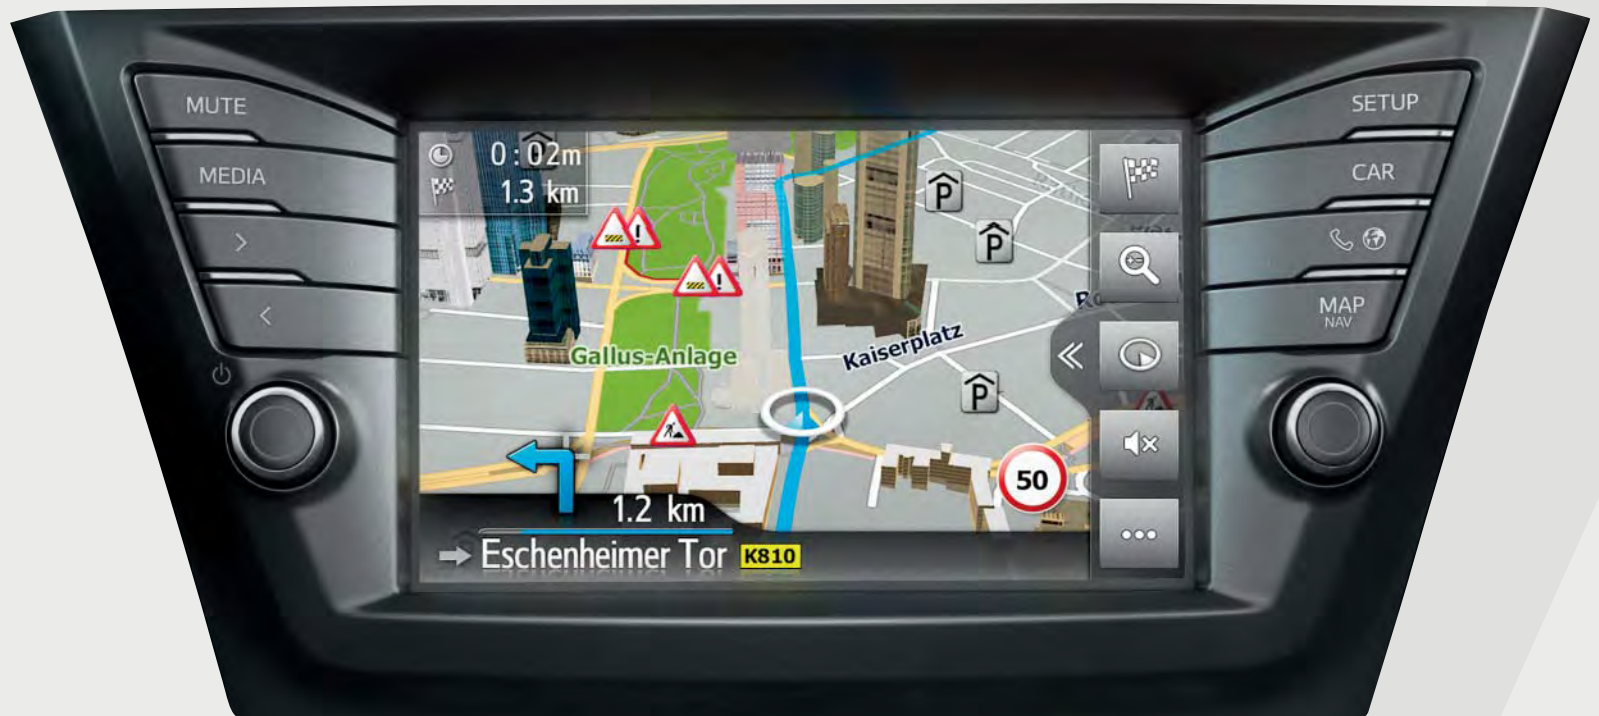 MUTE
MEDIA
SETUP
CAR
MAP
NAV
0:02m
1.3 km
P
P
Gallus-Anlage
Kaiserplatz
P
50
1.2 km
Eschenheimer Tor K810